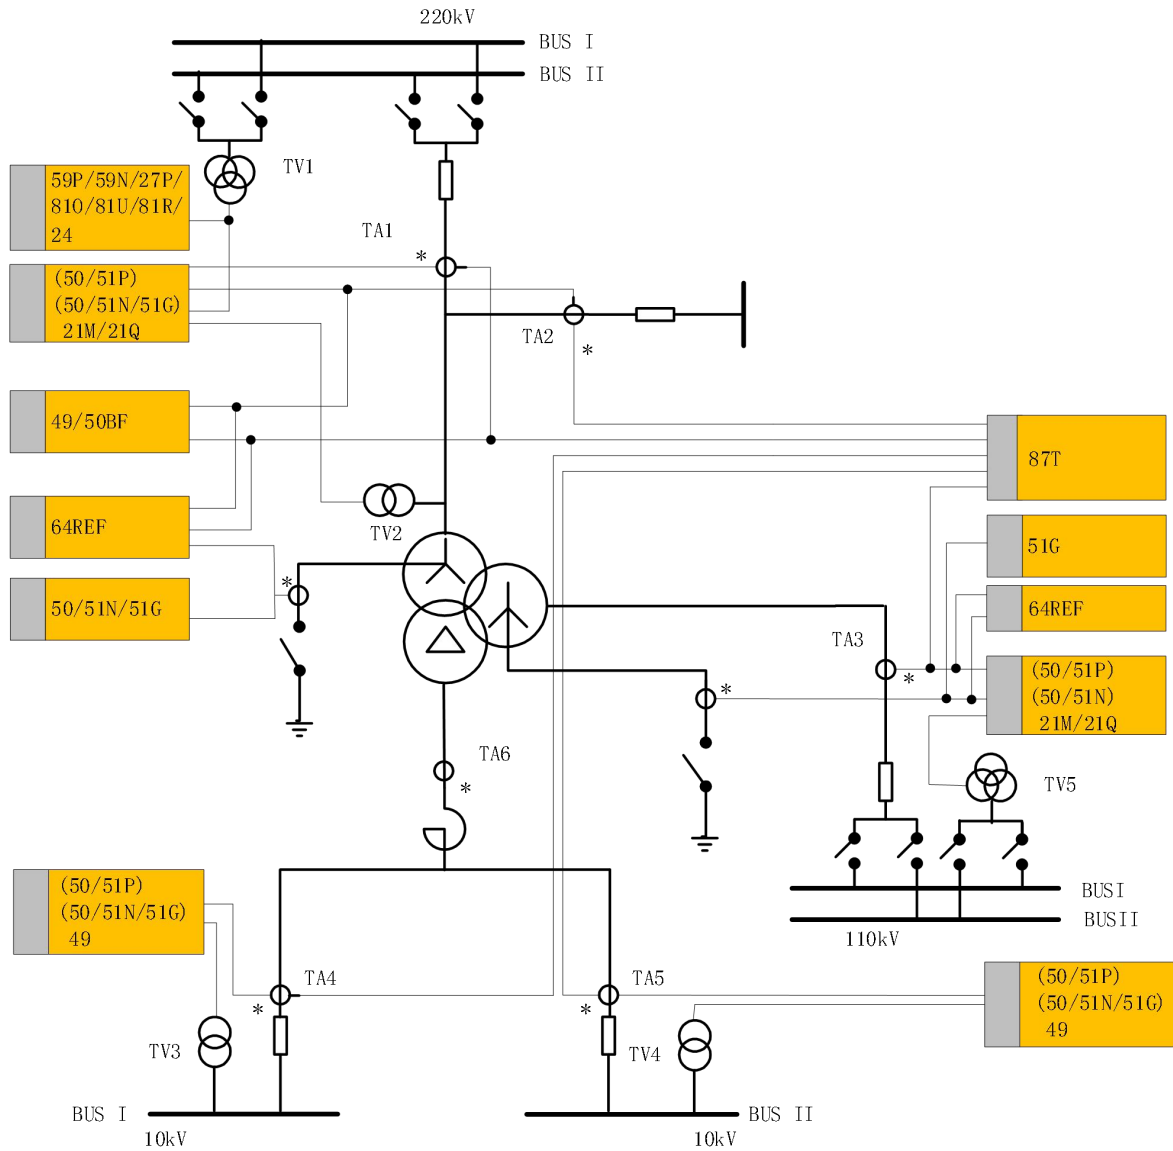 220kV
BUS I
BUS II
TV1
59P/59N/27P/
81O/81U/81R/
24
TA1
*
(50/51P)
(50/51N/51G)
21M/21Q
TA2
*
49/50BF
87T
64REF
TV2
51G
50/51N/51G
*
64REF
TA3
*
*
(50/51P)
(50/51N)
21M/21Q
TA6
*
TV5
(50/51P)
(50/51N/51G)
49
BUSI
BUSII
110kV
TA4
*
TA5
*
(50/51P)
(50/51N/51G)
49
TV3
TV4
BUS I
10kV
BUS II
10kV